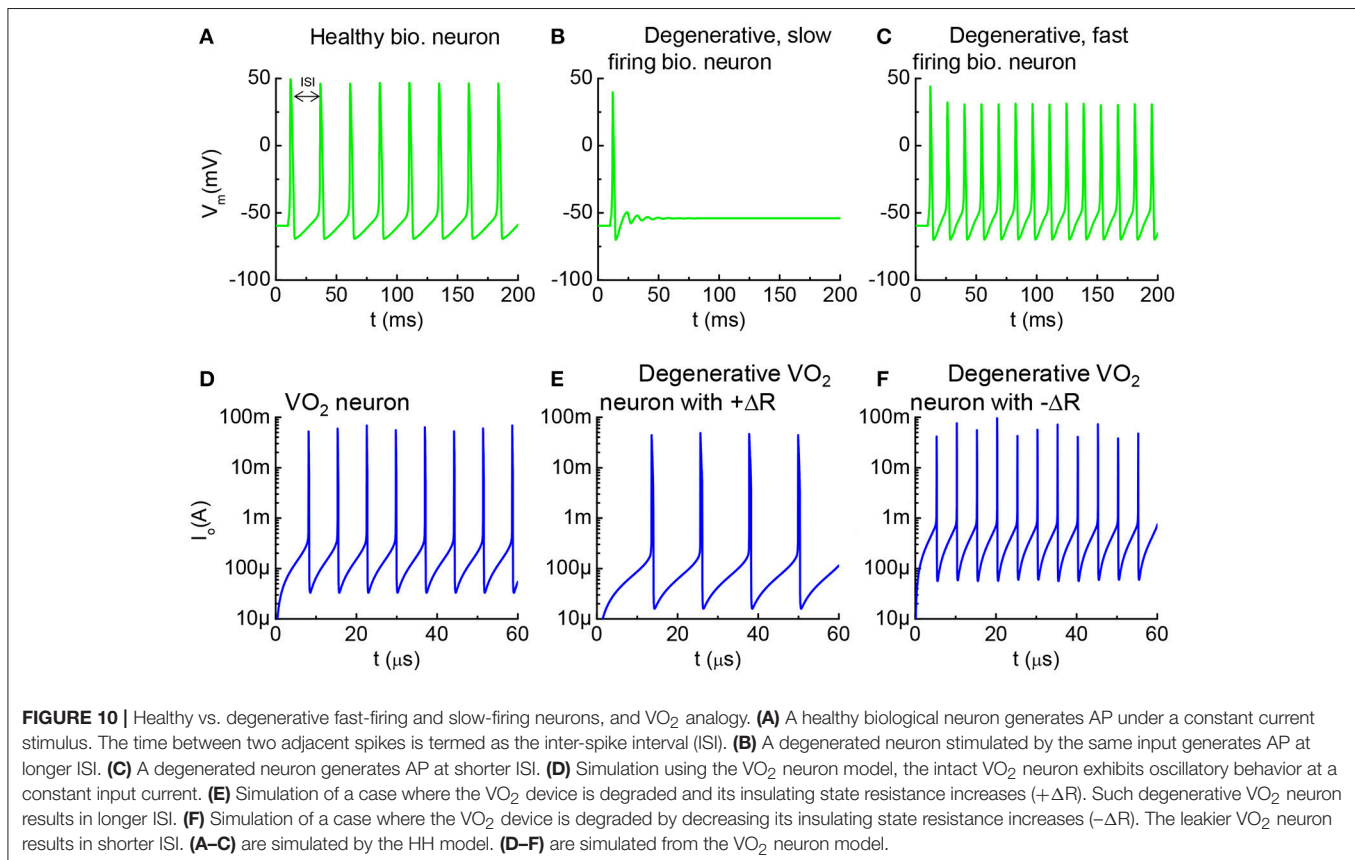 A
Healthy bio. neuron
50
ISI
0
-50
-100
V_m(mV)
0 50 100 150 200
t (ms)
B
Degenerative, slow
firing bio. neuron
50
0
-50
-100
0 50 100 150 200
t (ms)
C
Degenerative, fast
firing bio. neuron
50
0
-50
-100
0 50 100 150 200
t (ms)
D
VO₂ neuron
100m
10m
1m
100µ
10µ
I_o(A)
0 20 40 60
t (µs)
E
Degenerative VO₂
neuron with +ΔR
100m
10m
1m
100µ
10µ
0 20 40 60
t (µs)
F
Degenerative VO₂
neuron with -ΔR
100m
10m
1m
100µ
10µ
0 20 40 60
t (µs)
FIGURE 10 | Healthy vs. degenerative fast-firing and slow-firing neurons, and VO₂ analogy. (A) A healthy biological neuron generates AP under a constant current
stimulus. The time between two adjacent spikes is termed as the inter-spike interval (ISI). (B) A degenerated neuron stimulated by the same input generates AP at
longer ISI. (C) A degenerated neuron generates AP at shorter ISI. (D) Simulation using the VO₂ neuron model, the intact VO₂ neuron exhibits oscillatory behavior at a
constant input current. (E) Simulation of a case where the VO₂ device is degraded and its insulating state resistance increases (+ΔR). Such degenerative VO₂ neuron
results in longer ISI. (F) Simulation of a case where the VO₂ device is degraded by decreasing its insulating state resistance increases (−ΔR). The leakier VO₂ neuron
results in shorter ISI. (A–C) are simulated by the HH model. (D–F) are simulated from the VO₂ neuron model.